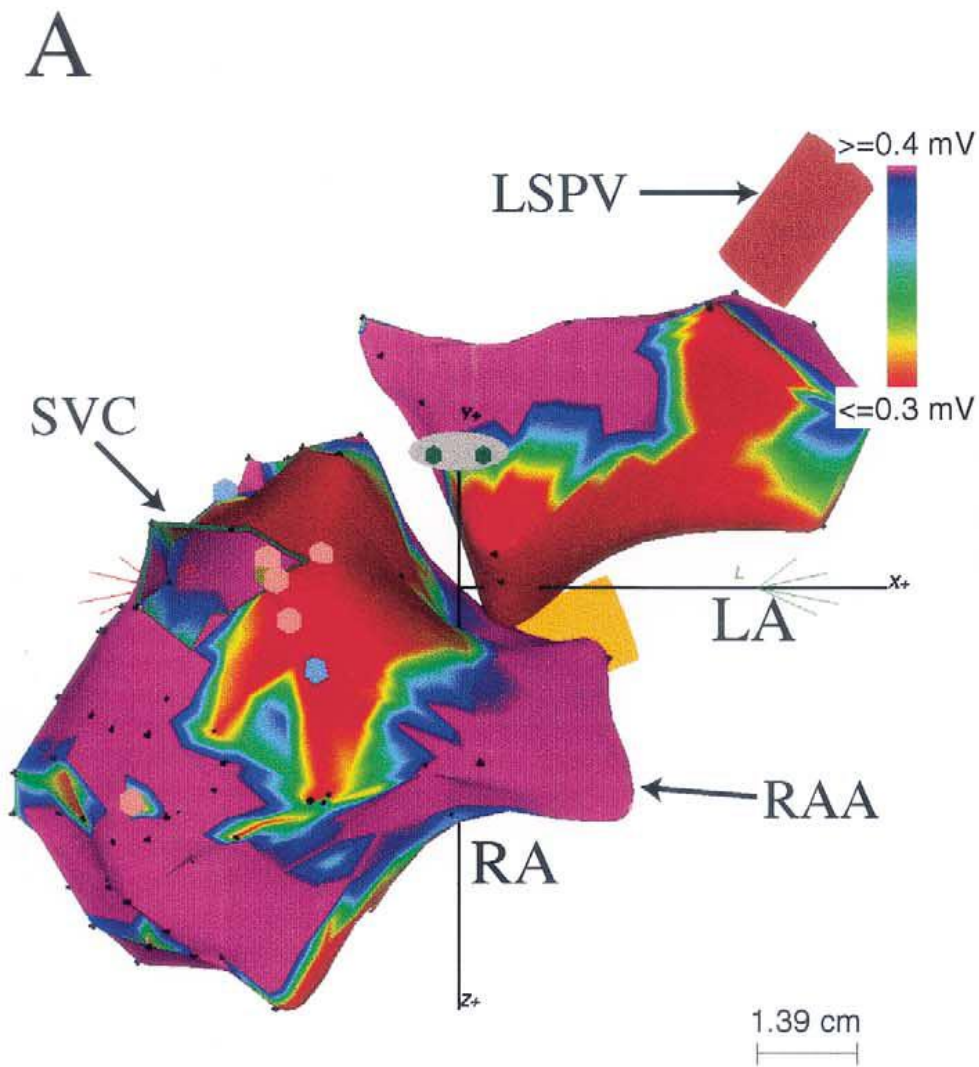 A
>=0.4 mV
LSPV
<=0.3 mV
SVC
Y+
L
X+
LA
RAA
RA
Z+
1.39 cm